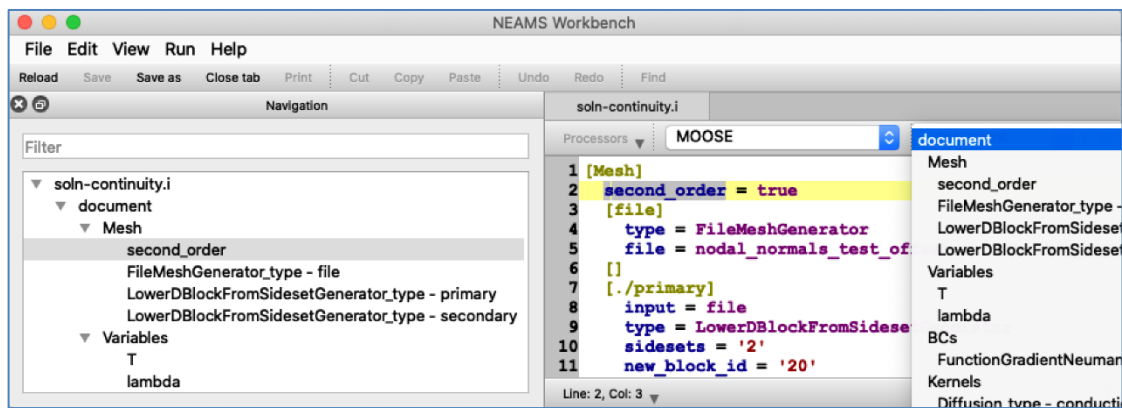 NEAMS Workbench
File Edit View Run Help
Reload Save Save as Close tab Print Cut Copy Paste Undo Redo Find
Navigation
Filter
soln-continuity.i
document
Mesh
second_order
FileMeshGenerator_type - file
LowerDBlockFromSidesetGenerator_type - primary
LowerDBlockFromSidesetGenerator_type - secondary
Variables
T
lambda
soln-continuity.i
Processors MOOSE
1 [Mesh]
2 second_order = true
3 [file]
4 type = FileMeshGenerator
5 file = nodal_normals_test_of
6 []
7 [./primary]
8 input = file
9 type = LowerDBlockFromSideset
10 sidesets = '2'
11 new_block_id = '20'
Line: 2, Col: 3
document
Mesh
second_order
FileMeshGenerator_type -
LowerDBlockFromSideset
LowerDBlockFromSideset
Variables
T
lambda
BCs
FunctionGradientNeuman
Kernels
Diffusion_type - conducti